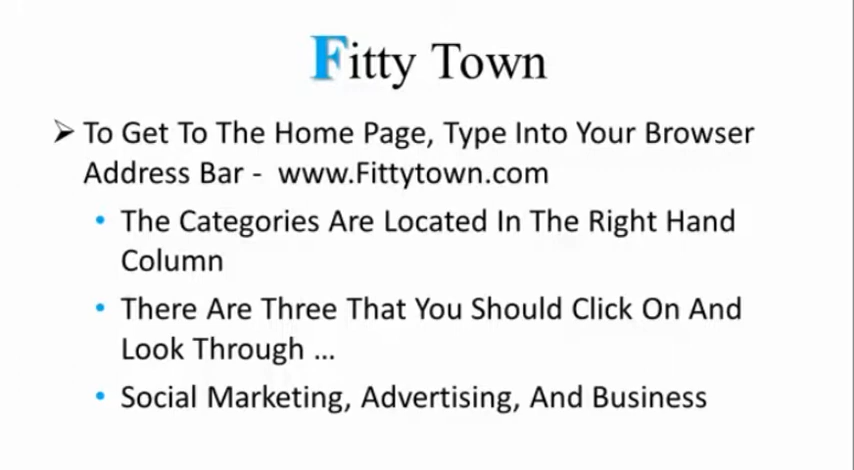 Fitty Town
➢ To Get To The Home Page, Type Into Your Browser
Address Bar - www.Fittytown.com
• The Categories Are Located In The Right Hand
Column
• There Are Three That You Should Click On And
Look Through ...
• Social Marketing, Advertising, And Business